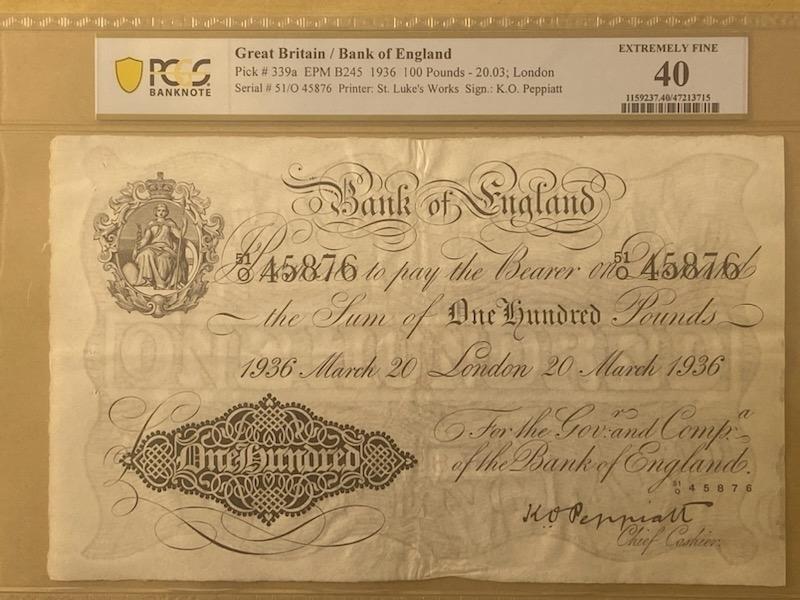 PCGS
BANKNOTE
Great Britain / Bank of England
Pick # 339a EPM B245 1936 100 Pounds - 20.03; London
Serial # 51/O 45876 Printer: St. Luke's Works Sign.: K.O. Peppiatt
EXTREMELY FINE
40
1159237.40/47213715
Bank of England
51/O 45876 Promise to pay the Bearer on Demand 51/O 45876
the Sum of One Hundred Pounds
1936 March 20 London 20 March 1936
£ One Hundred
For the Govr. and Compa.
of the Bank of England.
51/O 45876
K O Peppiatt
Chief Cashier.